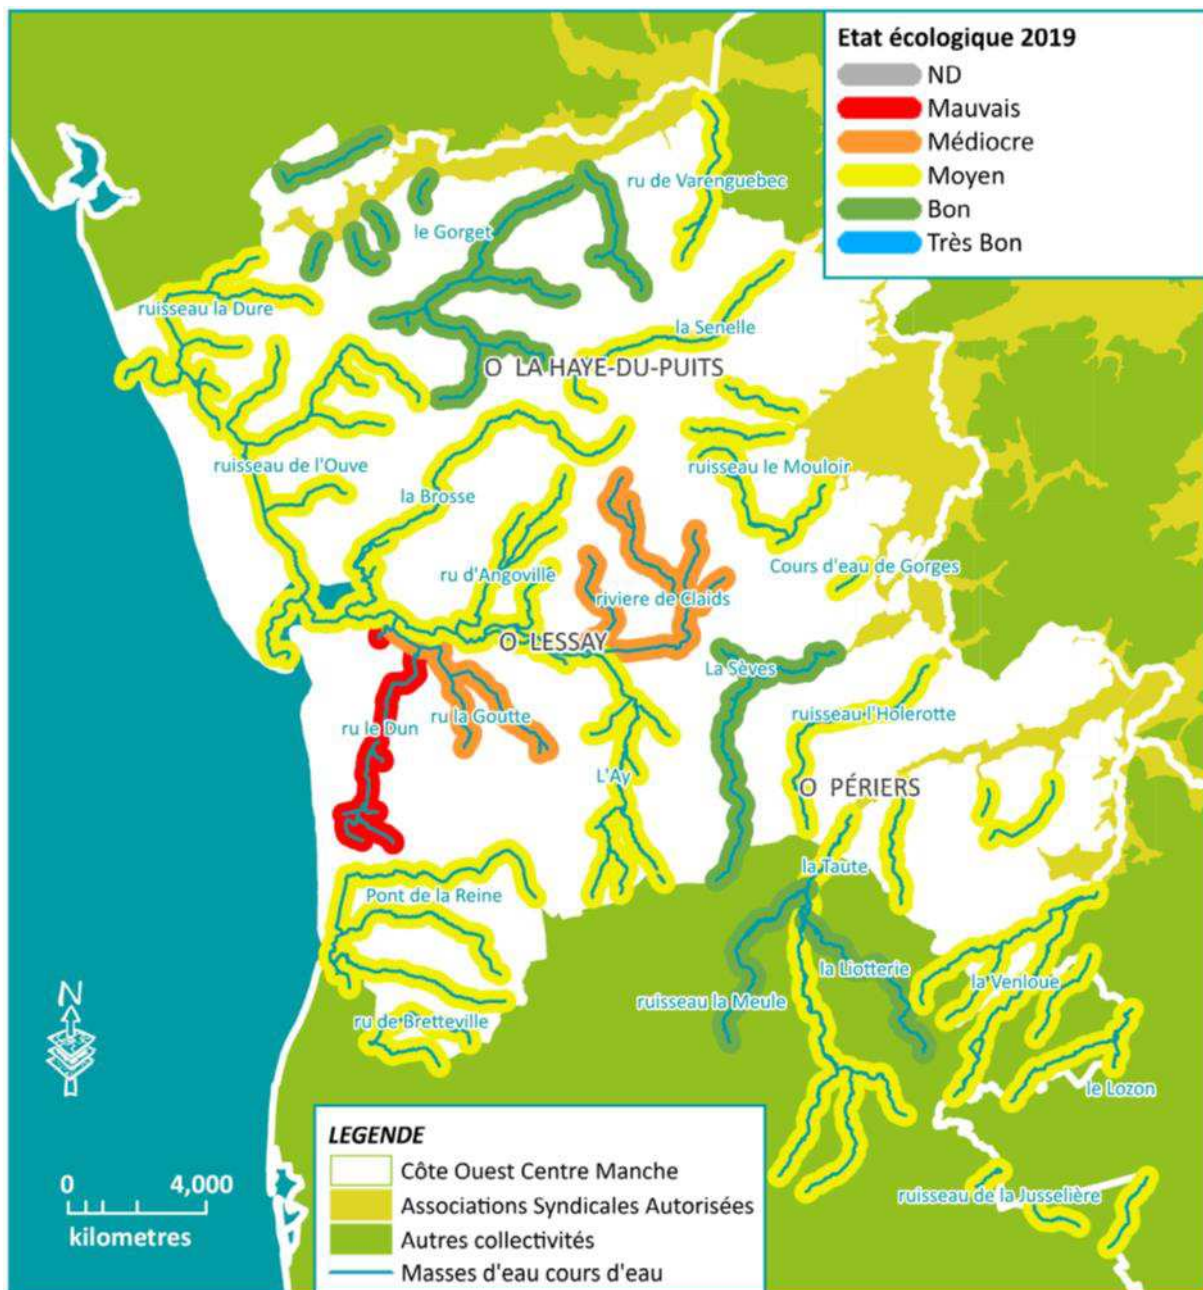 Etat écologique 2019
ND
Mauvais
Médiocre
Moyen
Bon
Très Bon
ru de Varenguebec
le Gorget
ruisseau la Dure
la Senelle
O LA HAYE-DU-PUITS
ruisseau de l'Ouve
la Brosse
ruisseau le Mouloir
ru d'Angoville
Cours d'eau de Gorges
riviere de Claids
O LESSAY
La Sèves
ru la Goutte
ruisseau l'Holerotte
ru le Dun
L'Ay
O PÉRIERS
la Taute
Pont de la Reine
la Liotterie
la Venloue
ruisseau la Meule
N
ru de Bretteville
le Lozon
ruisseau de la Jusselière
0 4,000
kilometres
LEGENDE
Côte Ouest Centre Manche
Associations Syndicales Autorisées
Autres collectivités
Masses d'eau cours d'eau